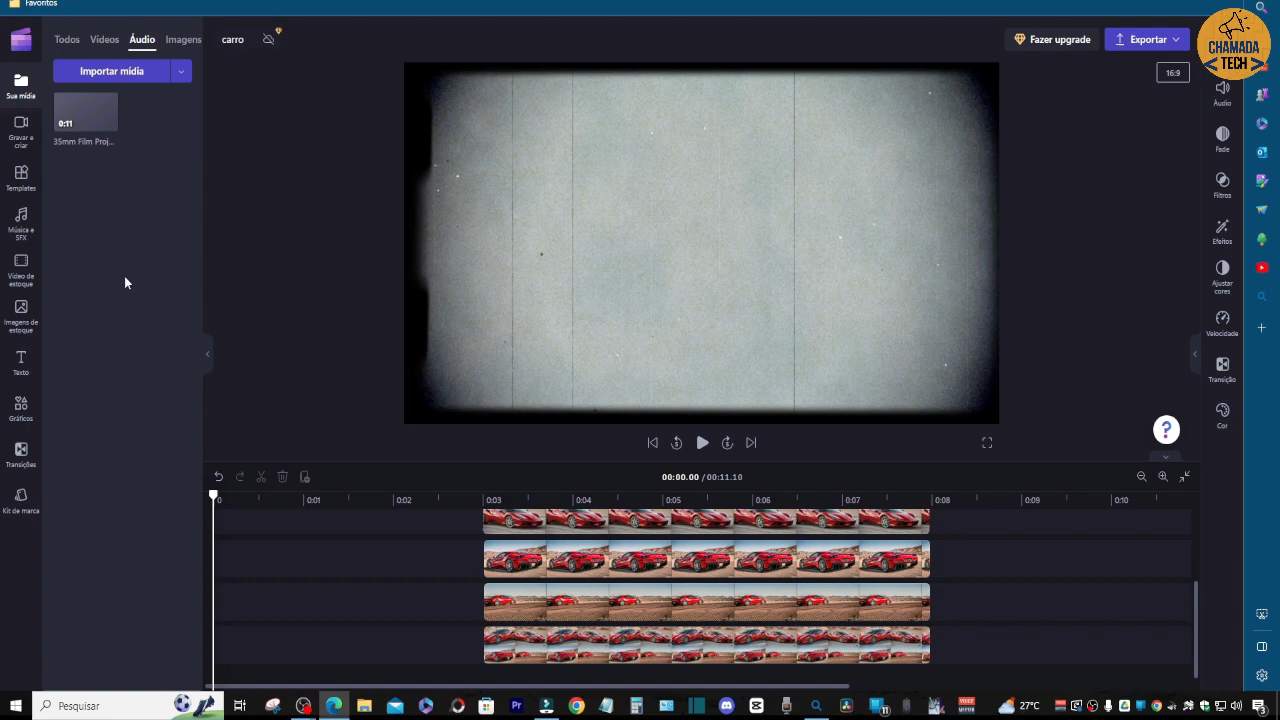 Favoritos
Todos Vídeos Áudio Imagens
carro
Fazer upgrade
Exportar
CHAMADA
TECH
Importar mídia
16:9
Sua mídia
0:11
35mm Film Proj...
Gravar e
criar
Templates
Música e
SFX
Vídeo de
estoque
Imagens de
estoque
Texto
Gráficos
Transições
Kit de marca
Áudio
Fade
Filtros
Efeitos
Ajustar
cores
Velocidade
Transição
Cor
5
5
?
00:00.00 / 00:11.10
0 0:01 0:02 0:03 0:04 0:05 0:06 0:07 0:08 0:09 0:10
Pesquisar
Pr
27°C